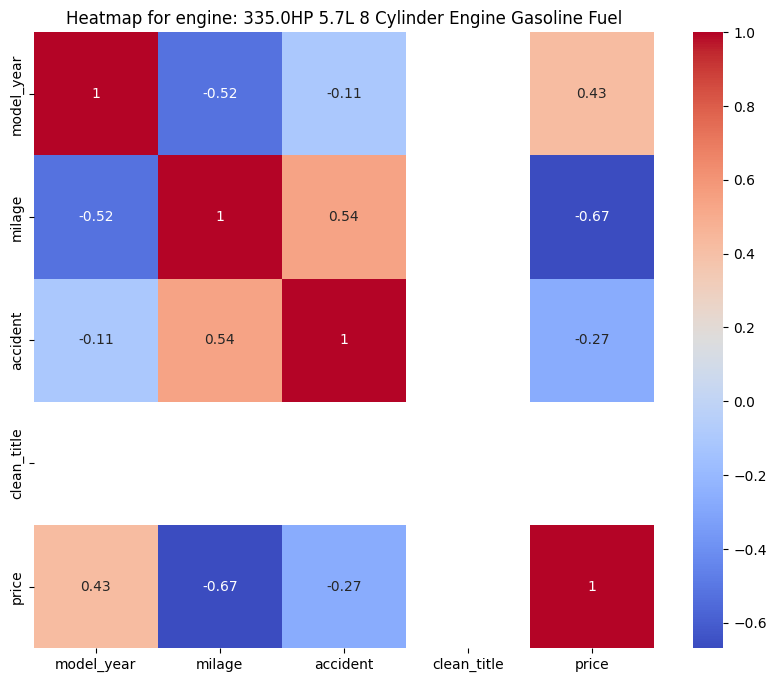 Heatmap for engine: 335.0HP 5.7L 8 Cylinder Engine Gasoline Fuel
model_year
1
-0.52
-0.11
0.43
milage
-0.52
1
0.54
-0.67
accident
-0.11
0.54
1
-0.27
clean_title
price
0.43
-0.67
-0.27
1
model_year
milage
accident
clean_title
price
1.0
0.8
0.6
0.4
0.2
0.0
−0.2
−0.4
−0.6